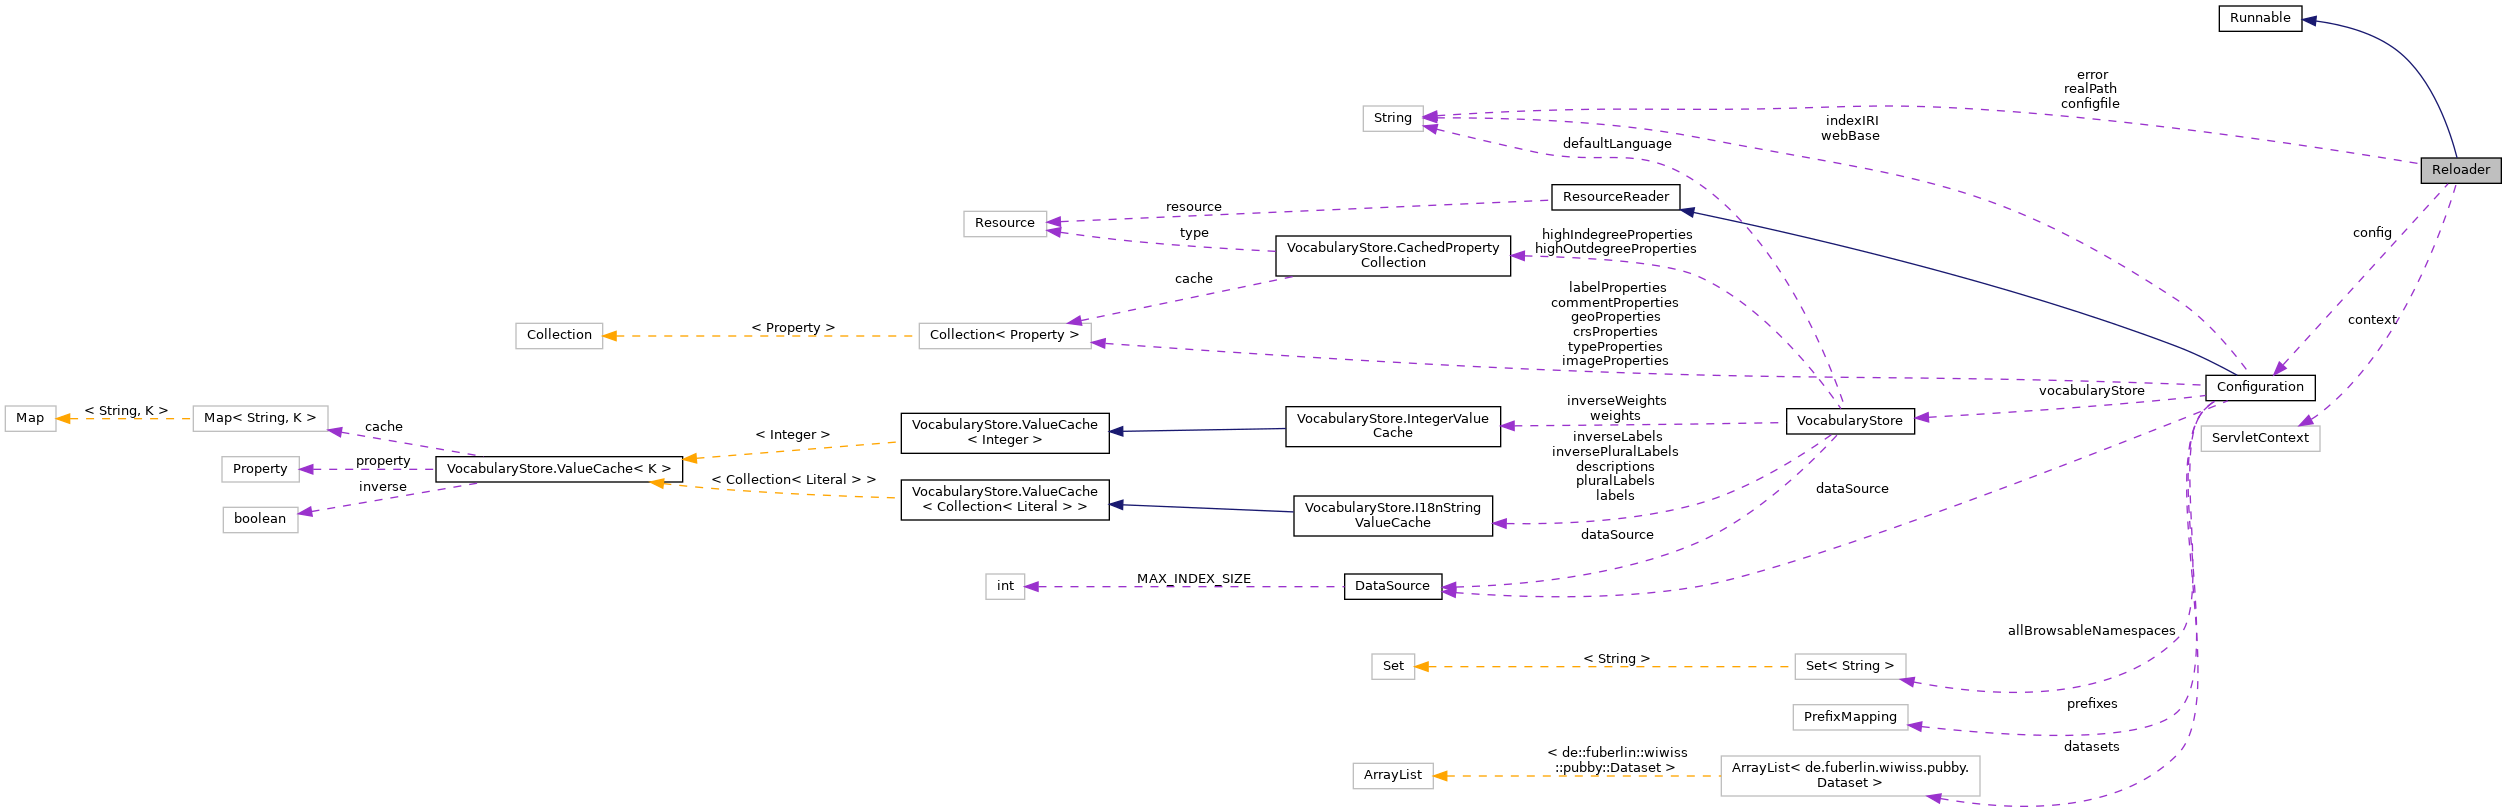 Runnable
error
realPath
configfile
String
indexIRI
webBase
defaultLanguage
Reloader
ResourceReader
resource
Resource
type
VocabularyStore.CachedProperty
Collection
highIndegreeProperties
highOutdegreeProperties
config
cache
labelProperties
commentProperties
geoProperties
crsProperties
typeProperties
imageProperties
context
Collection
< Property >
Collection< Property >
Configuration
vocabularyStore
Map
< String, K >
Map< String, K >
cache
< Integer >
VocabularyStore.ValueCache
< Integer >
VocabularyStore.IntegerValue
Cache
inverseWeights
weights
VocabularyStore
ServletContext
Property
property
VocabularyStore.ValueCache< K >
inverseLabels
inversePluralLabels
descriptions
pluralLabels
labels
boolean
inverse
< Collection< Literal > >
VocabularyStore.ValueCache
< Collection< Literal > >
VocabularyStore.I18nString
ValueCache
dataSource
dataSource
int
MAX_INDEX_SIZE
DataSource
allBrowsableNamespaces
Set
< String >
Set< String >
prefixes
PrefixMapping
datasets
ArrayList
< de::fuberlin::wiwiss
::pubby::Dataset >
ArrayList< de.fuberlin.wiwiss.pubby.
Dataset >